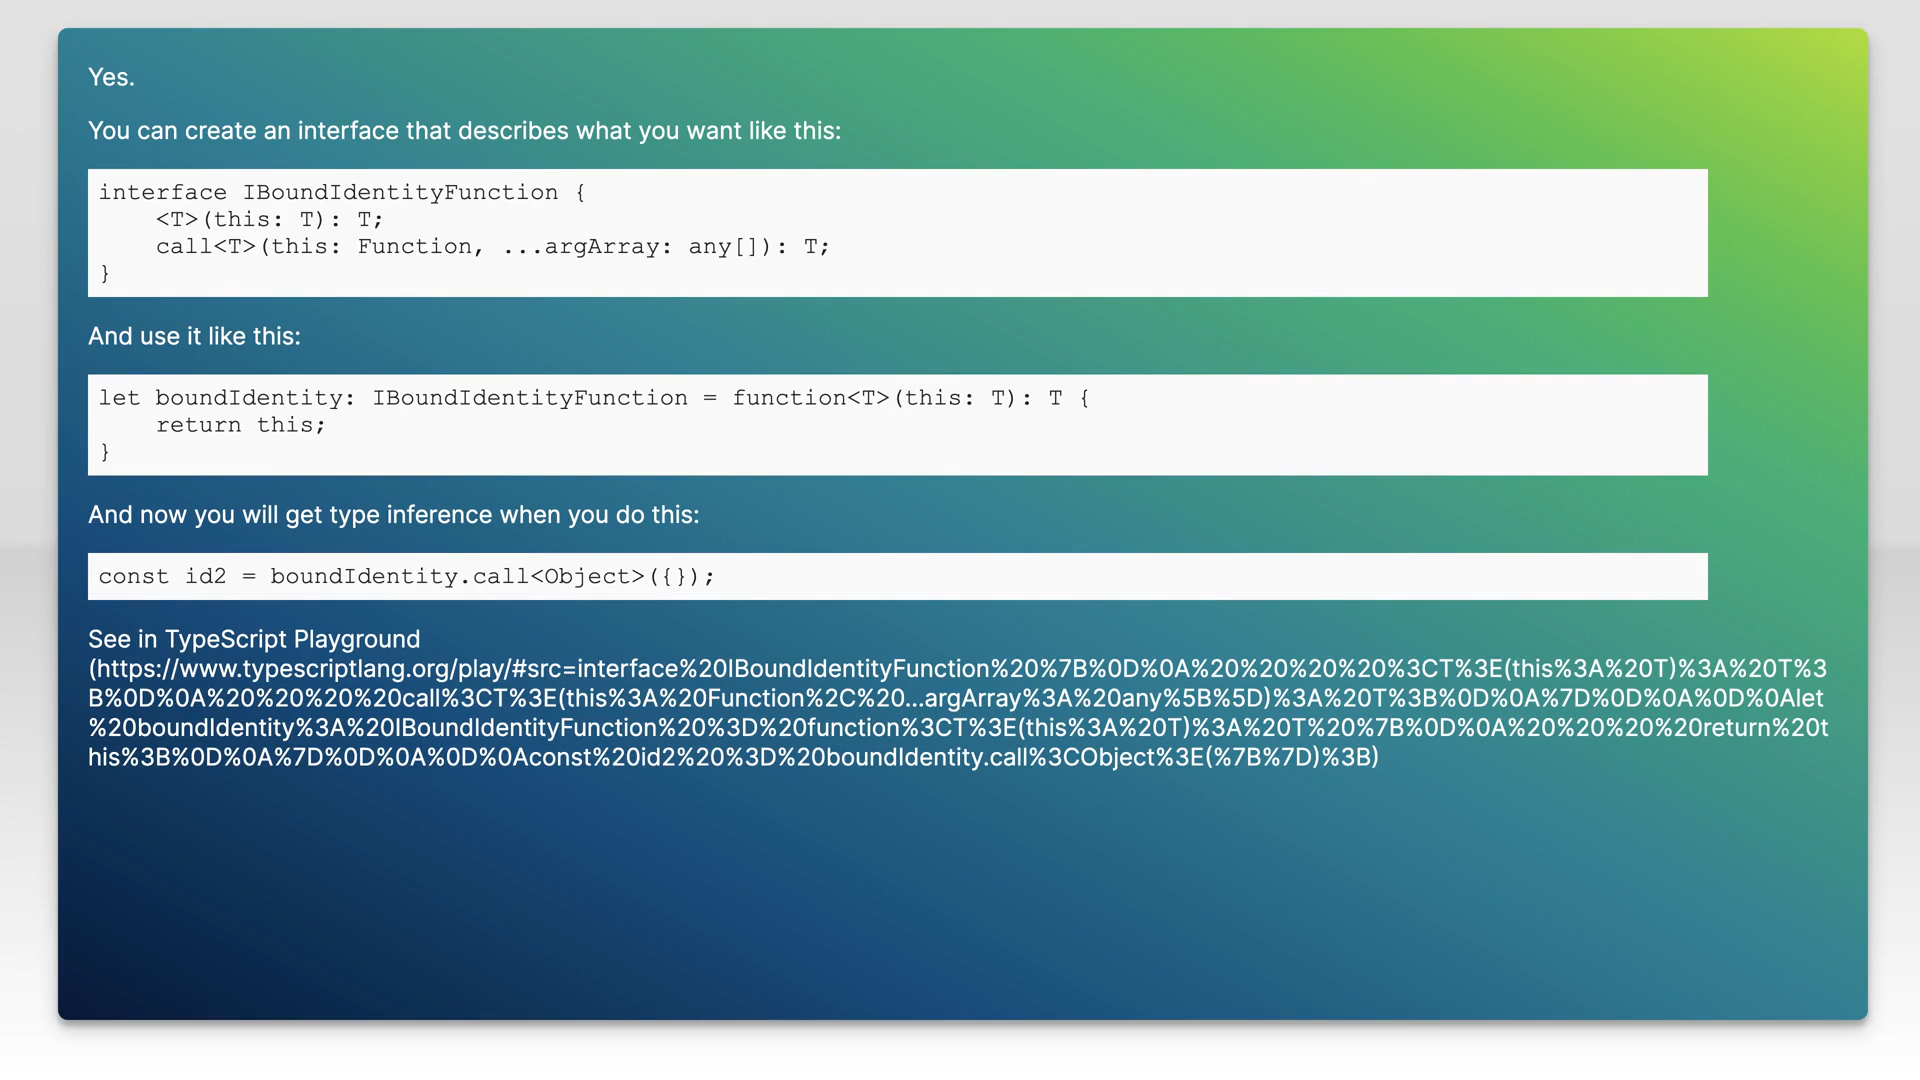 Yes.
You can create an interface that describes what you want like this:
interface IBoundIdentityFunction {
    <T>(this: T): T;
    call<T>(this: Function, ...argArray: any[]): T;
}
And use it like this:
let boundIdentity: IBoundIdentityFunction = function<T>(this: T): T {
    return this;
}
And now you will get type inference when you do this:
const id2 = boundIdentity.call<Object>({});
See in TypeScript Playground
(https://www.typescriptlang.org/play/#src=interface%20IBoundIdentityFunction%20%7B%0D%0A%20%20%20%20%3CT%3E(this%3A%20T)%3A%20T%3
B%0D%0A%20%20%20%20call%3CT%3E(this%3A%20Function%2C%20...argArray%3A%20any%5B%5D)%3A%20T%3B%0D%0A%7D%0D%0A%0D%0Alet
%20boundIdentity%3A%20IBoundIdentityFunction%20%3D%20function%3CT%3E(this%3A%20T)%3A%20T%20%7B%0D%0A%20%20%20%20return%20t
his%3B%0D%0A%7D%0D%0A%0D%0Aconst%20id2%20%3D%20boundIdentity.call%3CObject%3E(%7B%7D)%3B)